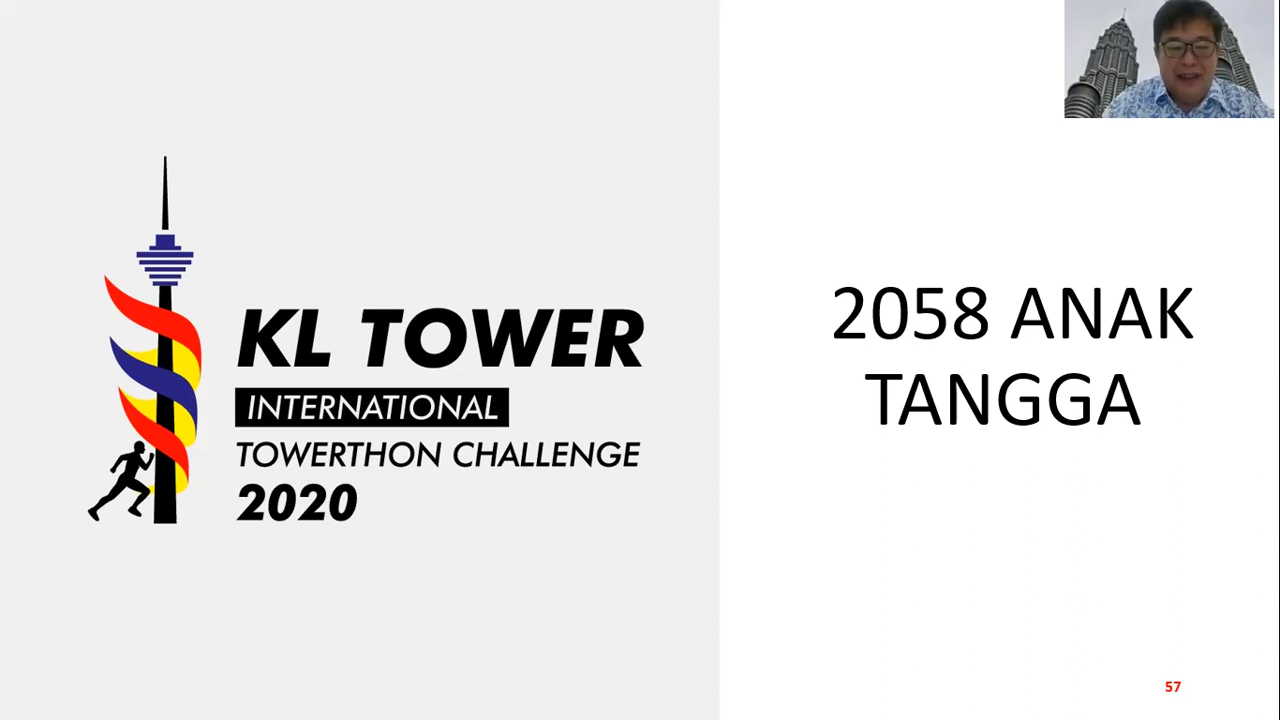 KL TOWER
INTERNATIONAL
TOWERTHON CHALLENGE
2020
2058 ANAK
TANGGA
57